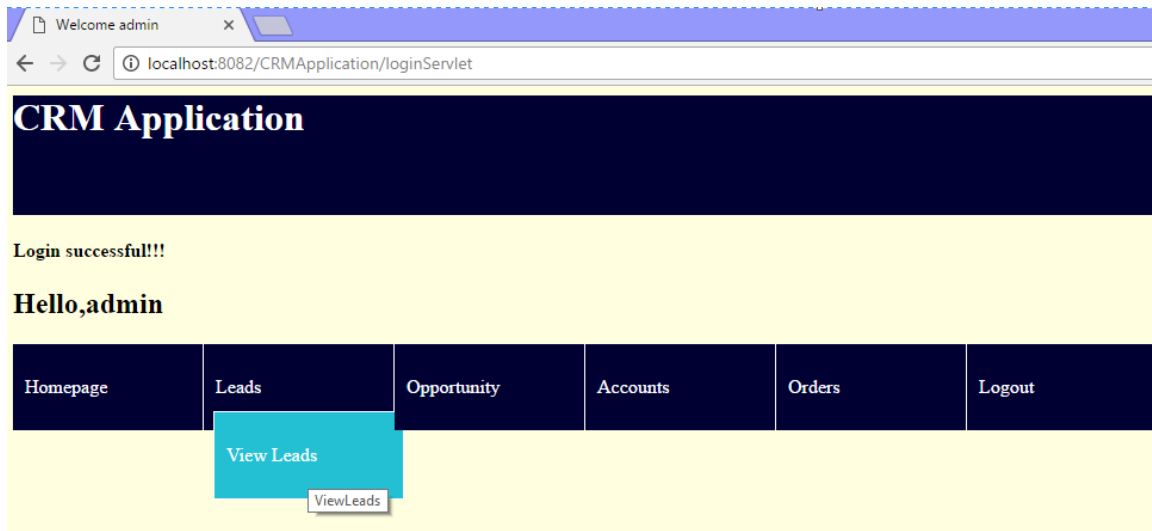 Welcome admin
localhost:8082/CRMApplication/loginServlet
CRM Application
Login successful!!!
Hello,admin
Homepage Leads Opportunity Accounts Orders Logout
View Leads
ViewLeads